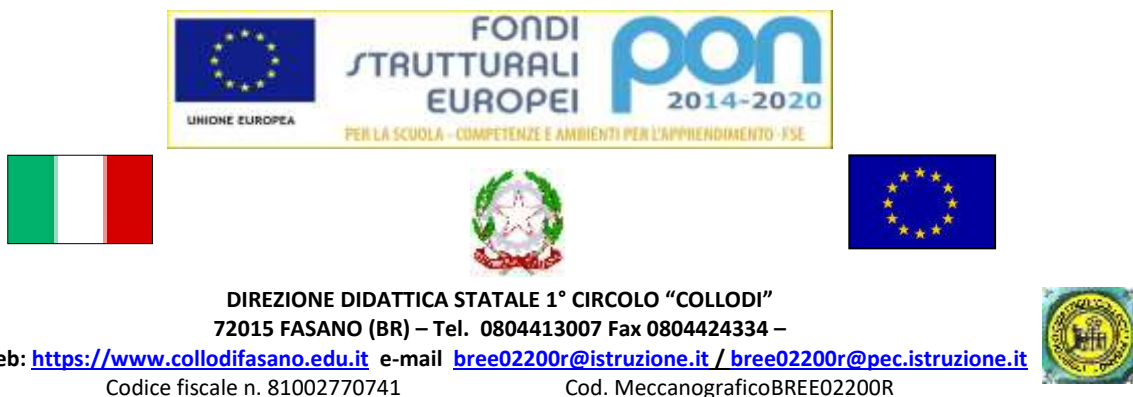 FONDI
STRUTTURALI
EUROPEI
pon
2014-2020
UNIONE EUROPEA
PER LA SCUOLA - COMPETENZE E AMBIENTI PER L'APPRENDIMENTO - FSE
DIREZIONE DIDATTICA STATALE 1° CIRCOLO “COLLODI”
72015 FASANO (BR) – Tel. 0804413007 Fax 0804424334 –
eb: https://www.collodifasano.edu.it e-mail bree02200r@istruzione.it / bree02200r@pec.istruzione.it
Codice fiscale n. 81002770741 Cod. MeccanograficoBREE02200R